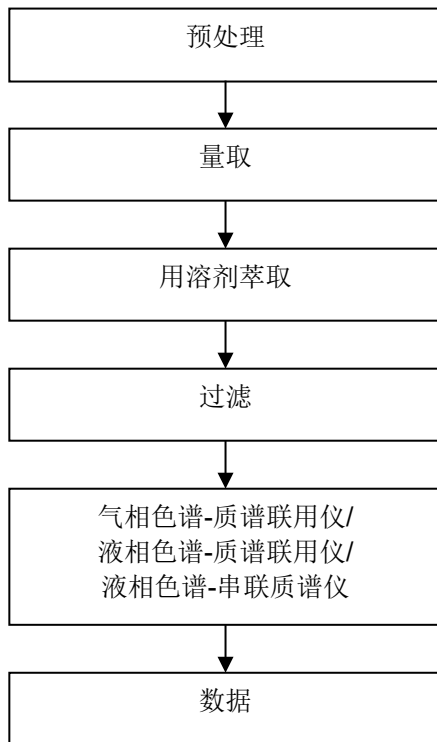 预处理
量取
用溶剂萃取
过滤
气相色谱-质谱联用仪/
液相色谱-质谱联用仪/
液相色谱-串联质谱仪
数据